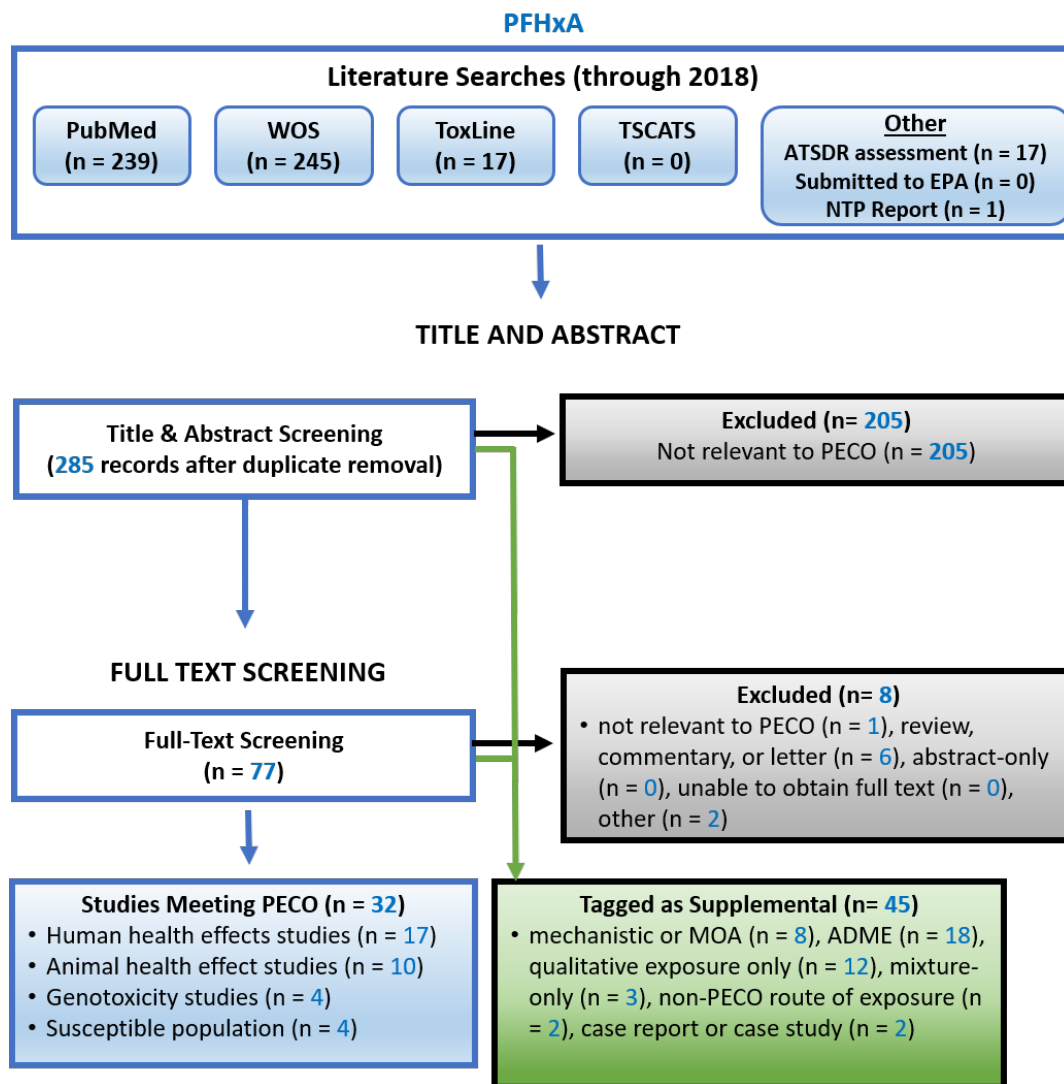 PFHxA
Literature Searches (through 2018)
PubMed
(n = 239)
WOS
(n = 245)
ToxLine
(n = 17)
TSCATS
(n = 0)
Other
ATSDR assessment (n = 17)
Submitted to EPA (n = 0)
NTP Report (n = 1)
TITLE AND ABSTRACT
Title & Abstract Screening
(285 records after duplicate removal)
Excluded (n= 205)
Not relevant to PECO (n = 205)
FULL TEXT SCREENING
Full-Text Screening
(n = 77)
Excluded (n= 8)
• not relevant to PECO (n = 1), review,
commentary, or letter (n = 6), abstract-only
(n = 0), unable to obtain full text (n = 0),
other (n = 2)
Studies Meeting PECO (n = 32)
• Human health effects studies (n = 17)
• Animal health effect studies (n = 10)
• Genotoxicity studies (n = 4)
• Susceptible population (n = 4)
Tagged as Supplemental (n= 45)
• mechanistic or MOA (n = 8), ADME (n = 18),
qualitative exposure only (n = 12), mixture-
only (n = 3), non-PECO route of exposure (n
= 2), case report or case study (n = 2)